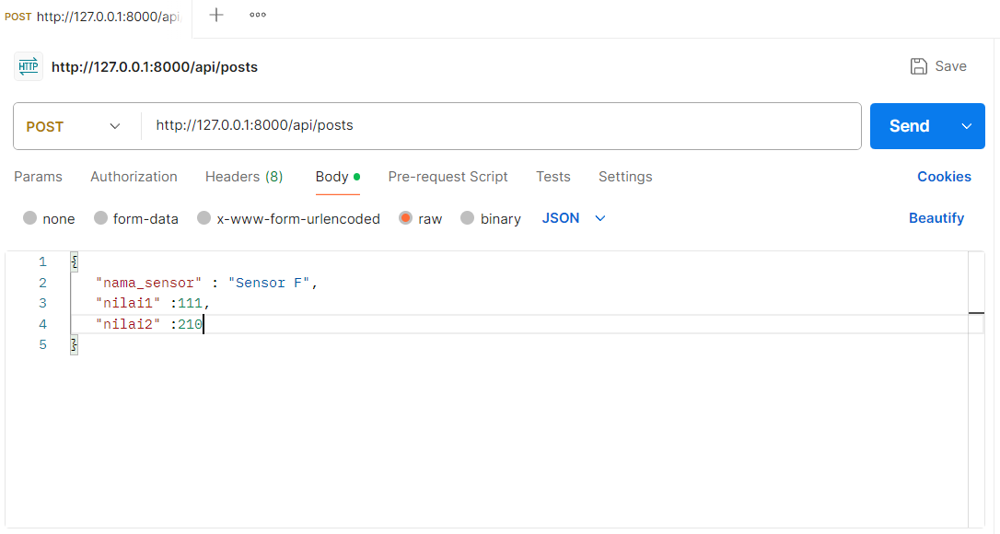 POST http://127.0.0.1:8000/api
HTTP http://127.0.0.1:8000/api/posts
Save
POST http://127.0.0.1:8000/api/posts
Send
Params Authorization Headers (8) Body Pre-request Script Tests Settings Cookies
none form-data x-www-form-urlencoded raw binary JSON Beautify
1 {
2 "nama_sensor" : "Sensor F",
3 "nilai1" :111,
4 "nilai2" :210
5 }